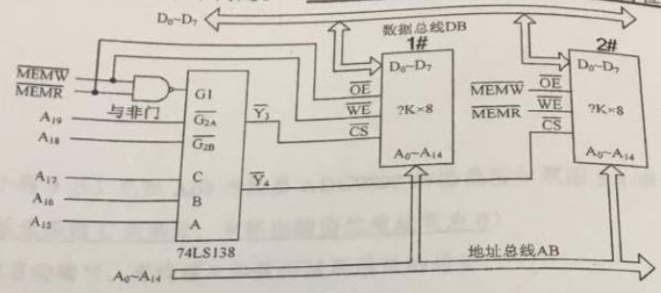 D₀~D₇
数据总线DB
1#
2#
D₀~D₇
D₀~D₇
MEMW
MEMR
与非门
G1
G2A
G2B
C
B
A
Y3
Y4
74LS138
A₁₉
A₁₈
A₁₇
A₁₆
A₁₅
OE
WE
CS
?K×8
A₀~A₁₄
MEMW
MEMR
OE
WE
CS
?K×8
A₀~A₁₄
地址总线AB
A₀~A₁₄